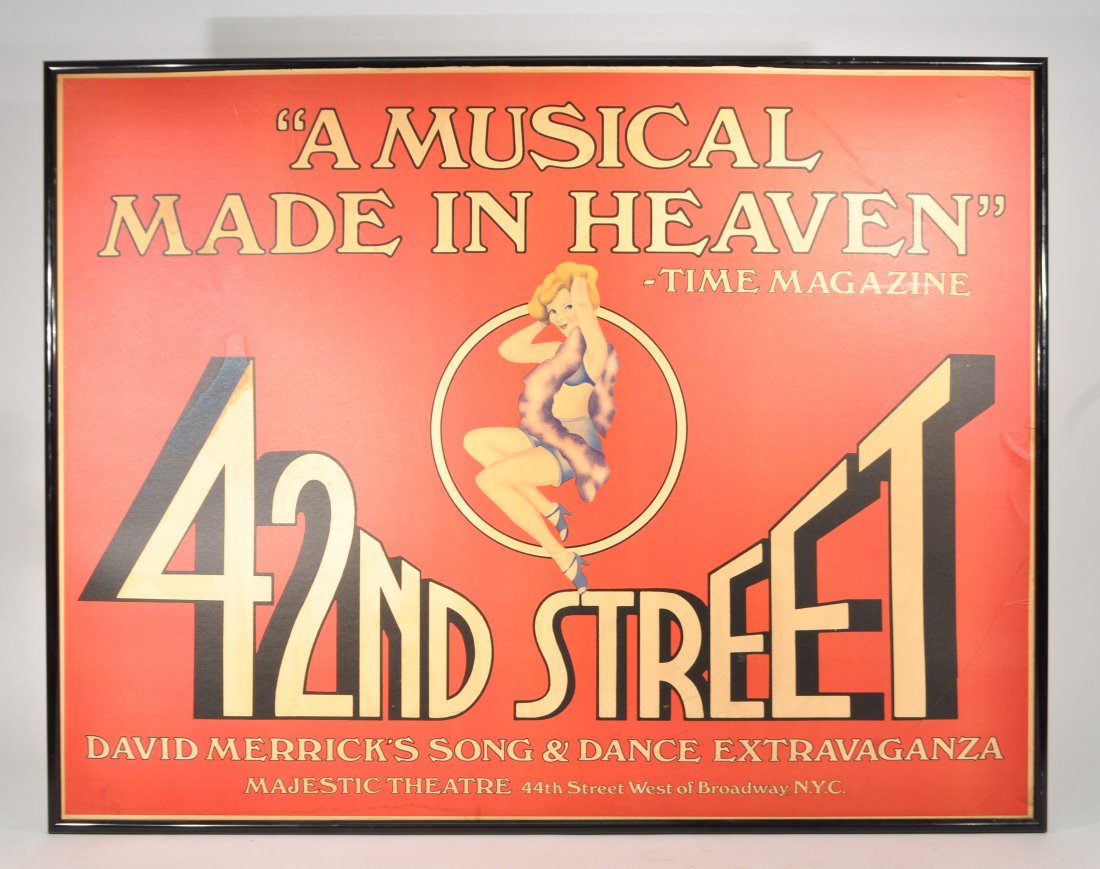 “A MUSICAL
MADE IN HEAVEN”
-TIME MAGAZINE
42ND STREET
DAVID MERRICK'S SONG & DANCE EXTRAVAGANZA
MAJESTIC THEATRE 44th Street West of Broadway, N.Y.C.